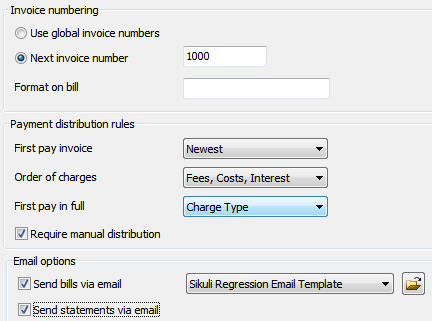 Invoice numbering
Use global invoice numbers
Next invoice number 1000
Format on bill
Payment distribution rules
First pay invoice Newest
Order of charges Fees, Costs, Interest
First pay in full Charge Type
Require manual distribution
Email options
Send bills via email Sikuli Regression Email Template
Send statements via email